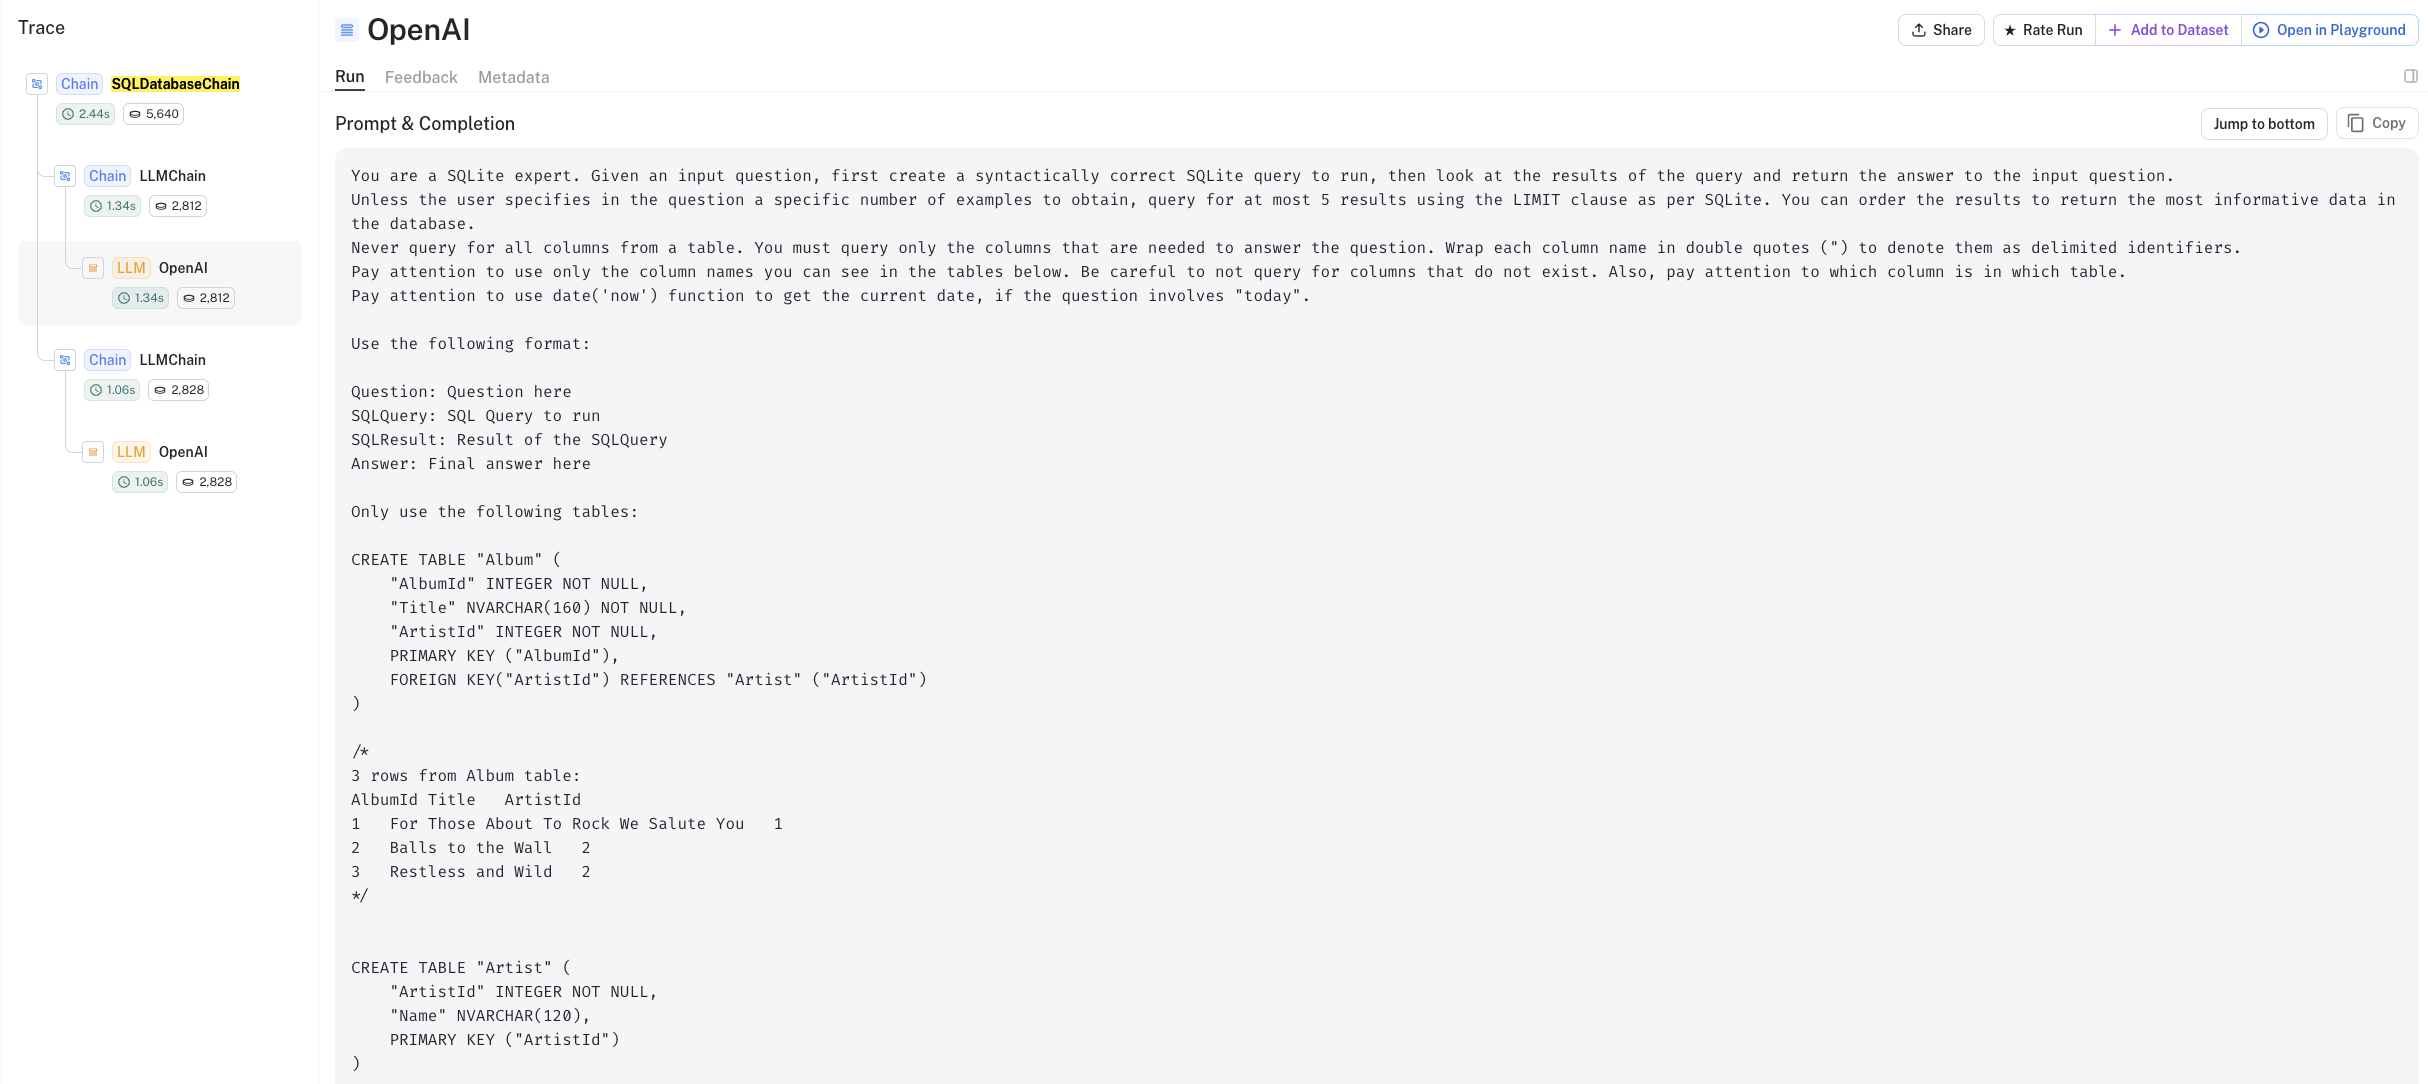 Trace
Chain SQLDatabaseChain
2.44s 5,640
Chain LLMChain
1.34s 2,812
LLM OpenAI
1.34s 2,812
Chain LLMChain
1.06s 2,828
LLM OpenAI
1.06s 2,828
OpenAI
Share Rate Run Add to Dataset Open in Playground
Run Feedback Metadata
Prompt & Completion
Jump to bottom Copy
You are a SQLite expert. Given an input question, first create a syntactically correct SQLite query to run, then look at the results of the query and return the answer to the input question.
Unless the user specifies in the question a specific number of examples to obtain, query for at most 5 results using the LIMIT clause as per SQLite. You can order the results to return the most informative data in
the database.
Never query for all columns from a table. You must query only the columns that are needed to answer the question. Wrap each column name in double quotes (") to denote them as delimited identifiers.
Pay attention to use only the column names you can see in the tables below. Be careful to not query for columns that do not exist. Also, pay attention to which column is in which table.
Pay attention to use date('now') function to get the current date, if the question involves "today".
Use the following format:
Question: Question here
SQLQuery: SQL Query to run
SQLResult: Result of the SQLQuery
Answer: Final answer here
Only use the following tables:
CREATE TABLE "Album" (
"AlbumId" INTEGER NOT NULL,
"Title" NVARCHAR(160) NOT NULL,
"ArtistId" INTEGER NOT NULL,
PRIMARY KEY ("AlbumId"),
FOREIGN KEY("ArtistId") REFERENCES "Artist" ("ArtistId")
)
/*
3 rows from Album table:
AlbumId Title ArtistId
1 For Those About To Rock We Salute You 1
2 Balls to the Wall 2
3 Restless and Wild 2
*/
CREATE TABLE "Artist" (
"ArtistId" INTEGER NOT NULL,
"Name" NVARCHAR(120),
PRIMARY KEY ("ArtistId")
)